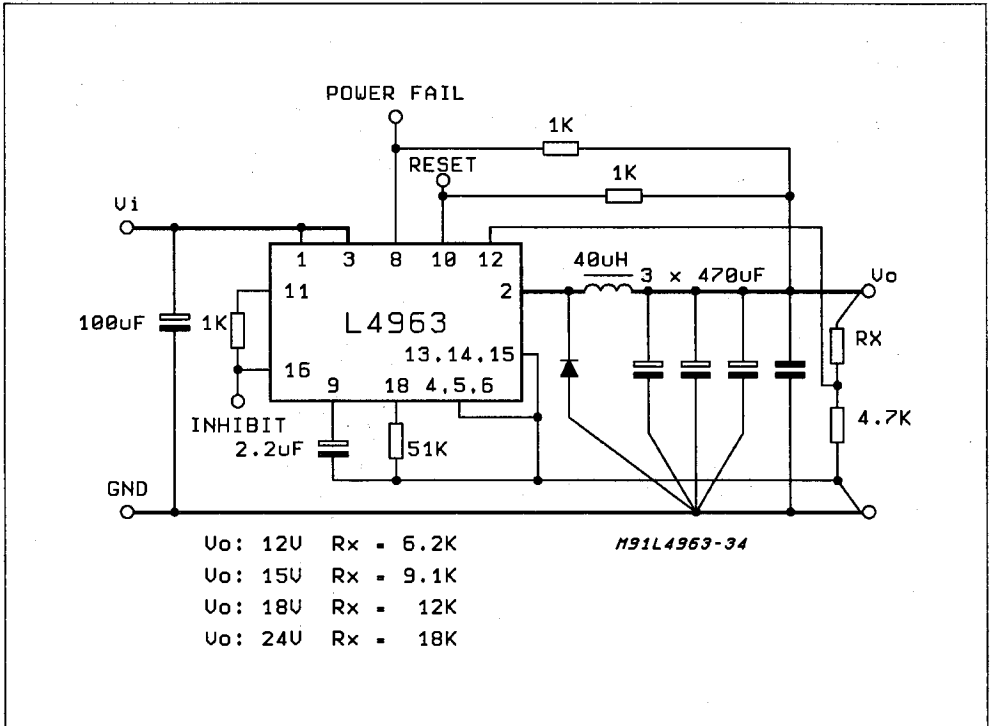 POWER FAIL
1K
RESET
1K
Vi
1 3 8 10 12
40uH
3 x 470uF
Vo
11
2
100uF
1K
L4963
RX
13,14,15
16
9 18 4,5,6
INHIBIT
4.7K
2.2uF
51K
GND
Vo: 12V Rx = 6.2K
M91L4963-34
Vo: 15V Rx = 9.1K
Vo: 18V Rx = 12K
Vo: 24V Rx = 18K